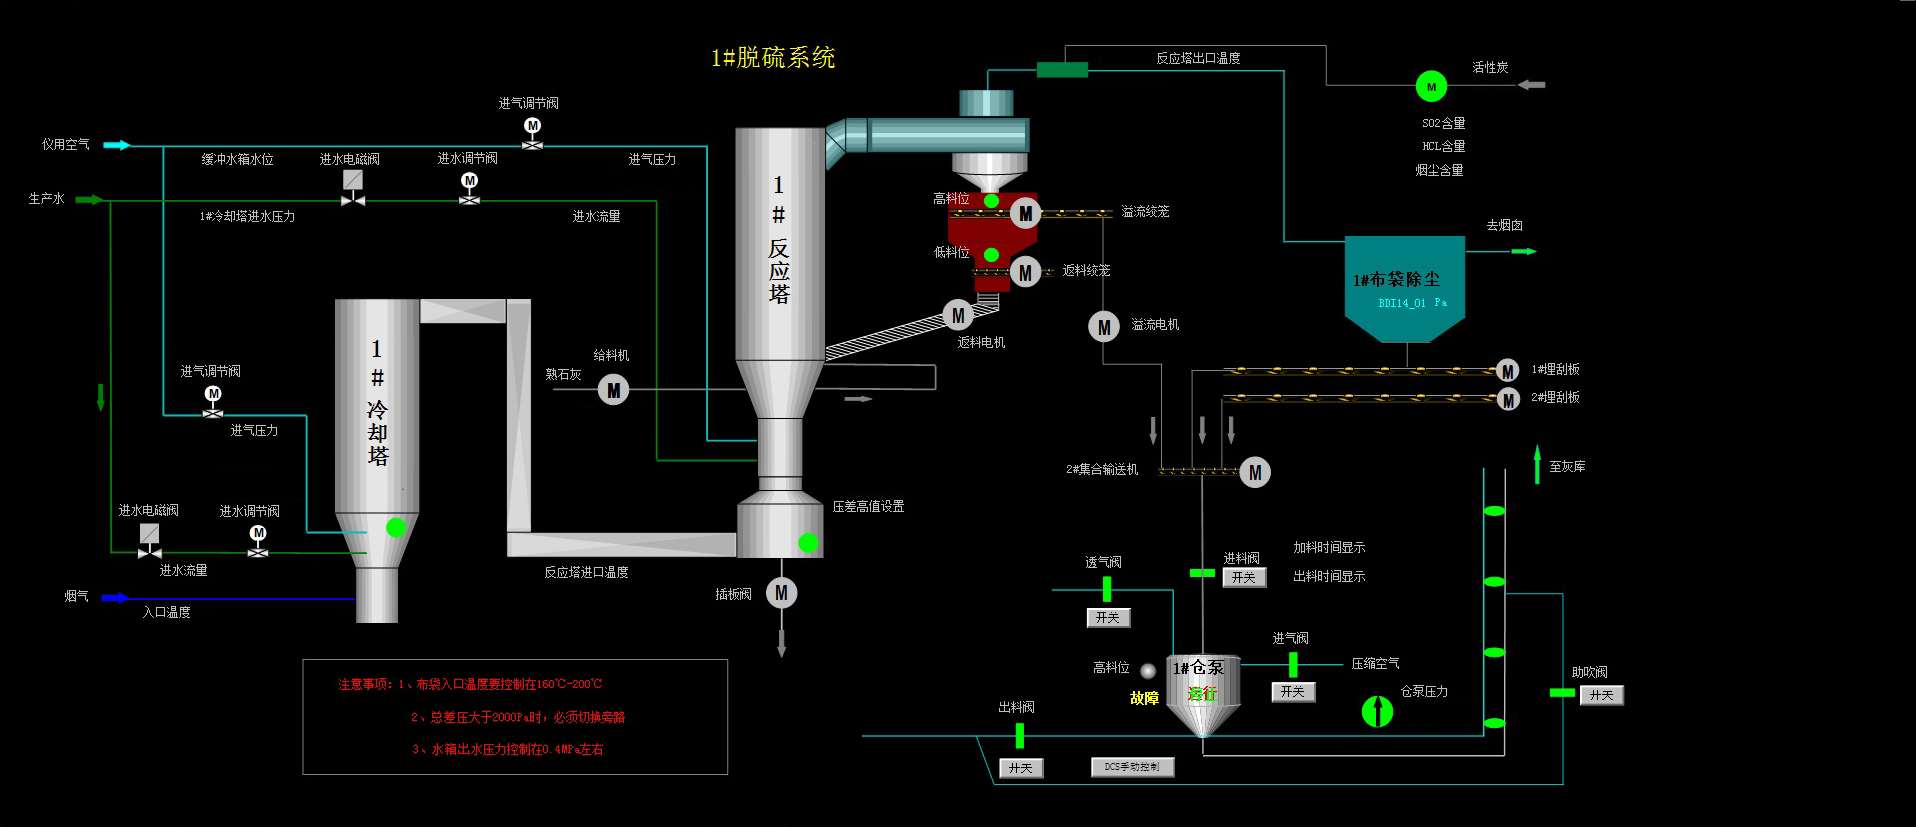 1#脱硫系统
反应塔出口温度
活性炭
M
SO2含量
HCL含量
烟尘含量
进气调节阀
M
仪用空气
缓冲水箱水位
进水电磁阀
进水调节阀
M
进气压力
生产水
1#冷却塔进水压力
进水流量
1#反应塔
高料位
M
溢流绞笼
低料位
M
返料绞笼
去烟囱
1#布袋除尘
BDI14_01 Pa
M
返料电机
M
溢流电机
1#冷却塔
给料机
熟石灰
M
进气调节阀
M
进气压力
M
1#埋刮板
M
2#埋刮板
2#集合输送机
M
至灰库
进水电磁阀
进水调节阀
M
进水流量
压差高值设置
反应塔进口温度
烟气
入口温度
插板阀
M
透气阀
开关
进料阀
开关
加料时间显示
出料时间显示
高料位
1#仓泵
故障
进气阀
开关
压缩空气
仓泵压力
助吹阀
开关
出料阀
开关
DCS手动控制
注意事项:1、布袋入口温度要控制在160℃-200℃
2、总差压大于2000Pa时，必须切换旁路
3、水箱出水压力控制在0.4MPa左右